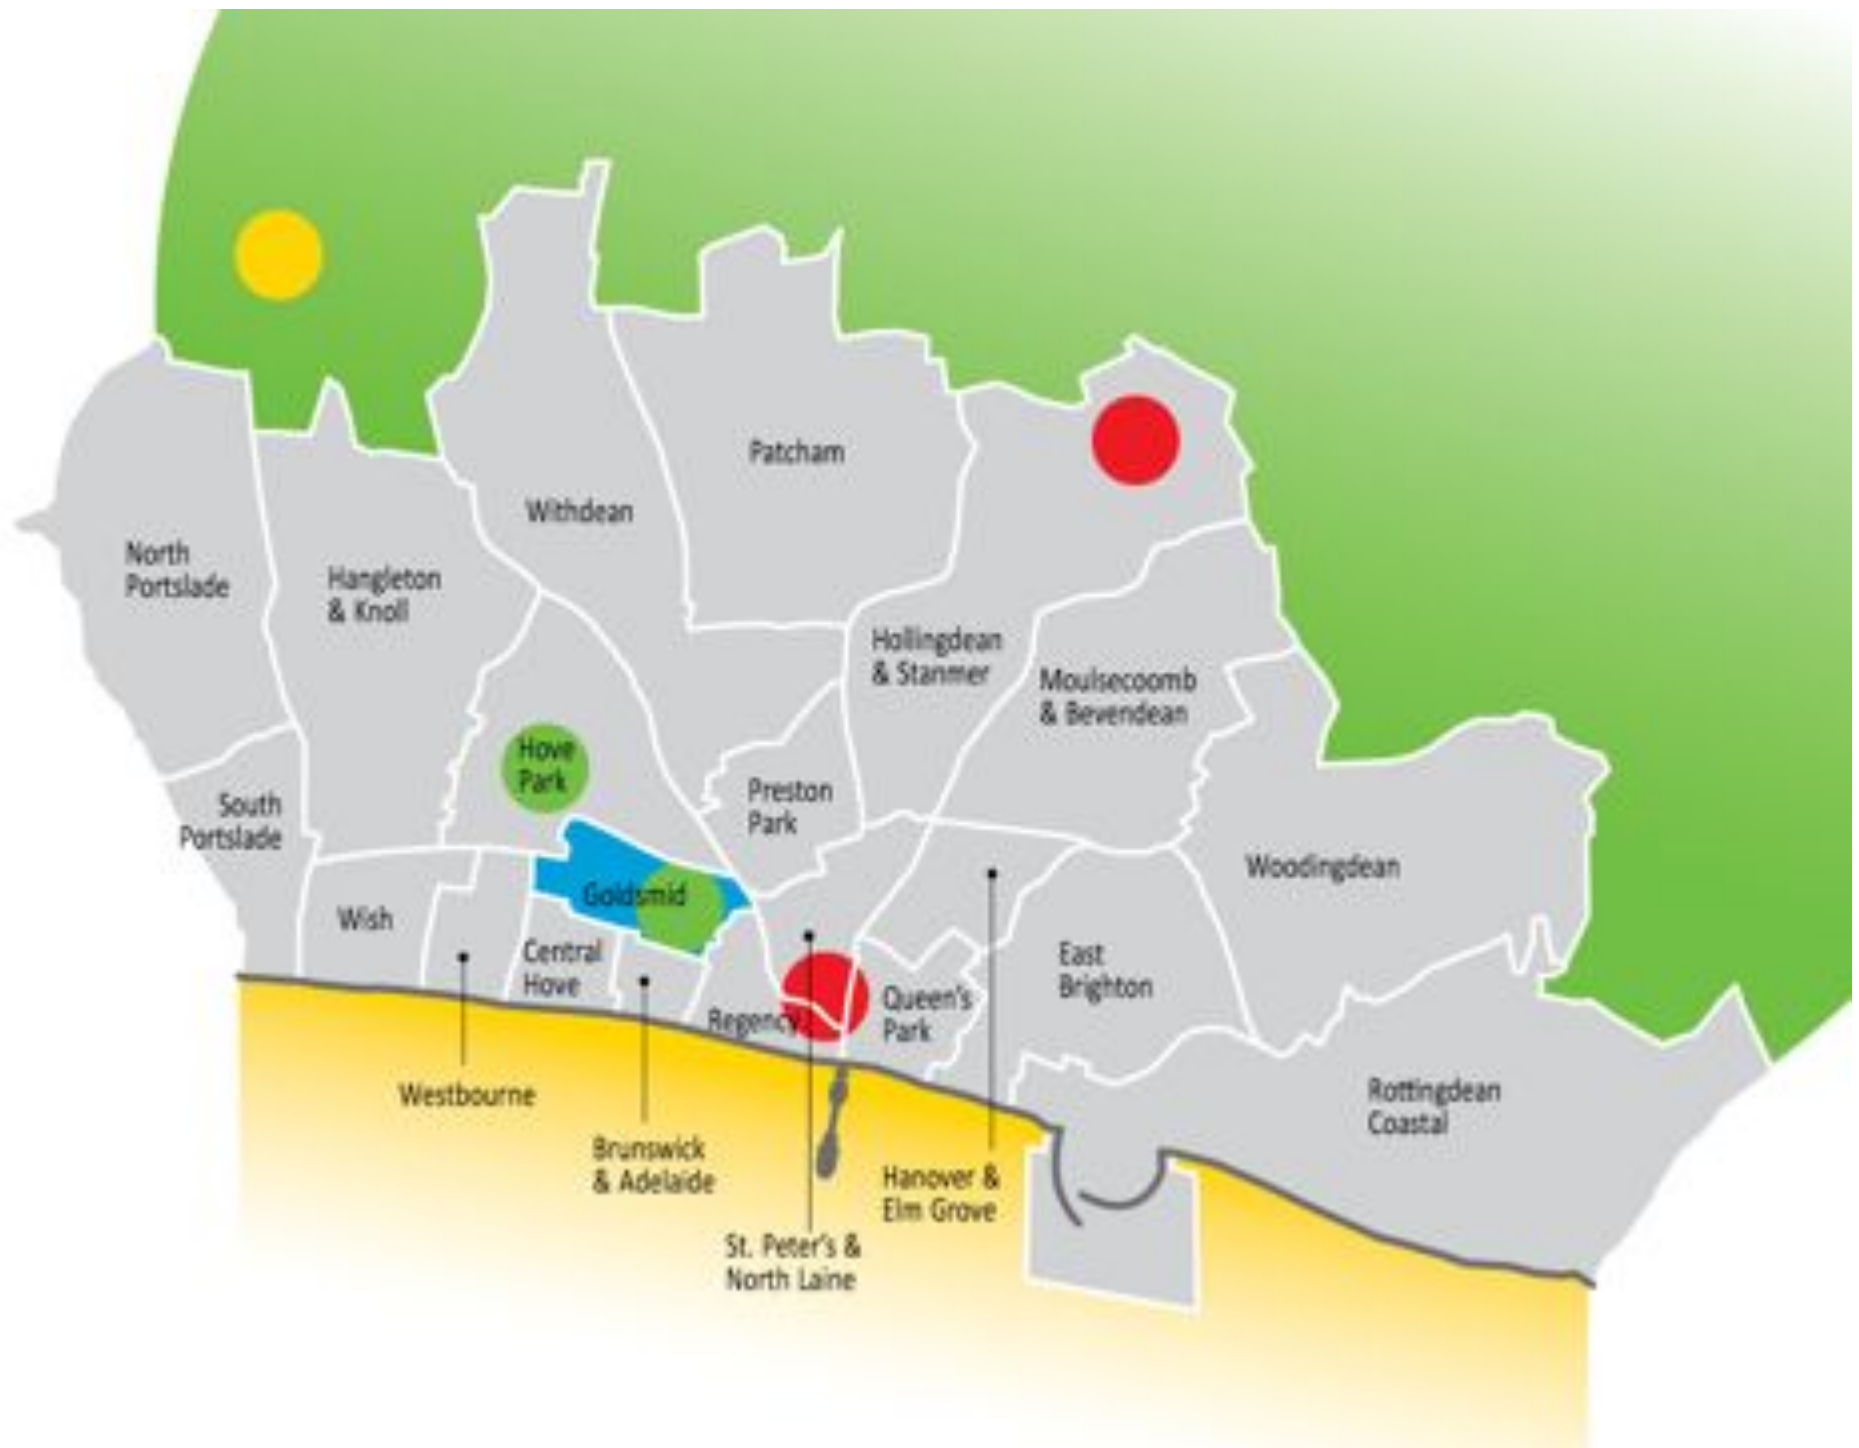 Patcham
Withdean
North
Portslade
Hangleton
& Knoll
Hollingdean
& Stanmer
Moulsecoomb
& Bevendean
Hove
Park
Preston
Park
South
Portslade
Woodingdean
Goldsmid
Wish
Central
Hove
East
Brighton
Queen's
Park
Regency
Westbourne
Rottingdean
Coastal
Brunswick
& Adelaide
Hanover &
Elm Grove
St. Peter's &
North Laine